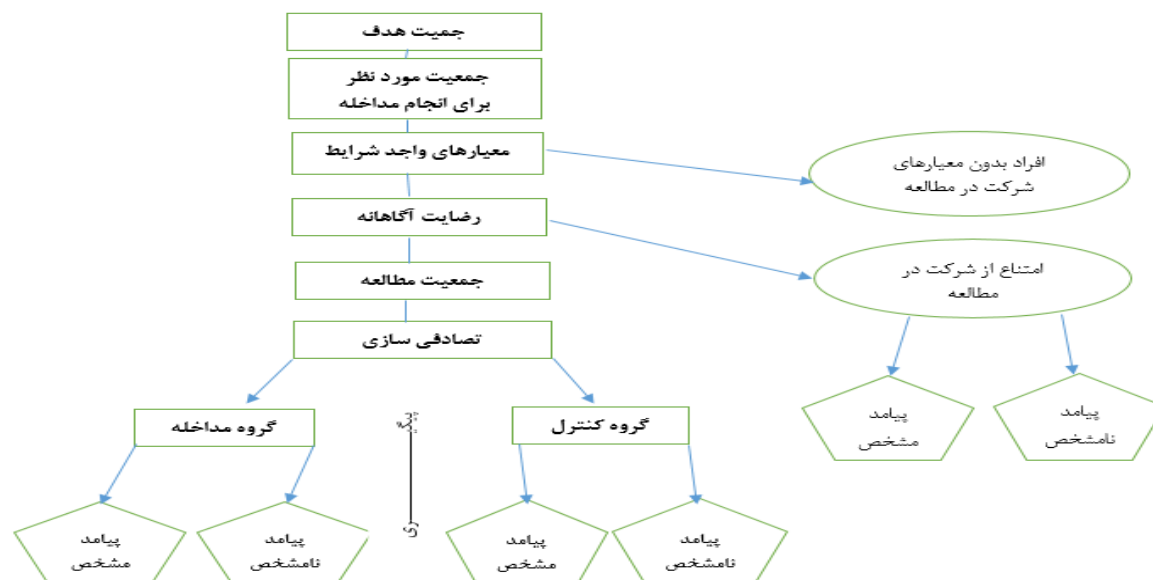 جمیت هدف
جمعیت مورد نظر
برای انجام مداخله
معیارهای واجد شرایط
افراد بدون معیارهای
شرکت در مطالعه
رضایت آگاهانه
امتناع از شرکت در
مطالعه
جمعیت مطالعه
تصادفی سازی
پیامد
نامشخص
پیامد
مشخص
گروه کنترل
پیگیــــــــری
گروه مداخله
پیامد
نامشخص
پیامد
مشخص
پیامد
نامشخص
پیامد
مشخص